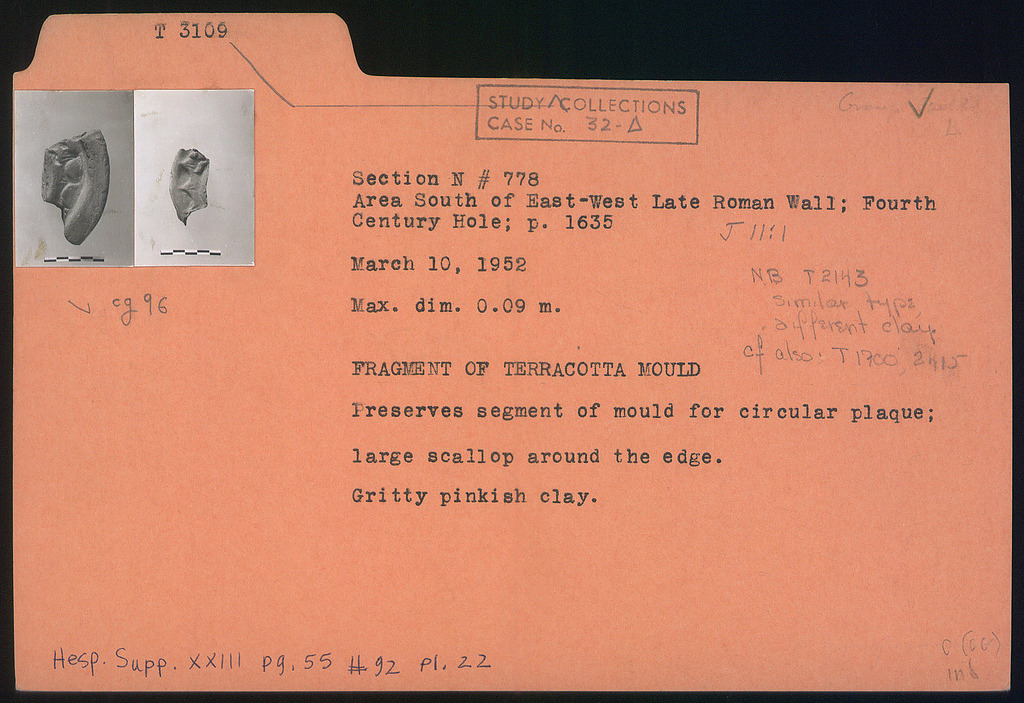 T 3109
STUDY COLLECTIONS
CASE No. 32-Δ
Δ
Section N # 778
Area South of East-West Late Roman Wall; Fourth
Century Hole; p. 1635
J 11:1
March 10, 1952
NB T2143
similar type,
different clay
Max. dim. 0.09 m.
cg 96
cf also: T1700, 2415
FRAGMENT OF TERRACOTTA MOULD
Preserves segment of mould for circular plaque;
large scallop around the edge.
Gritty pinkish clay.
Hesp. Supp. XXIII pg. 55 #92 Pl. 22